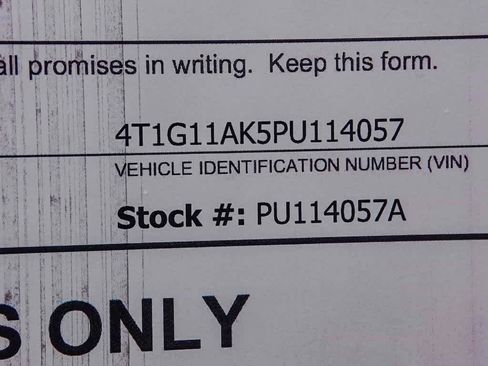 all promises in writing. Keep this form.
4T1G11AK5PU114057
VEHICLE IDENTIFICATION NUMBER (VIN)
Stock #: PU114057A
S ONLY